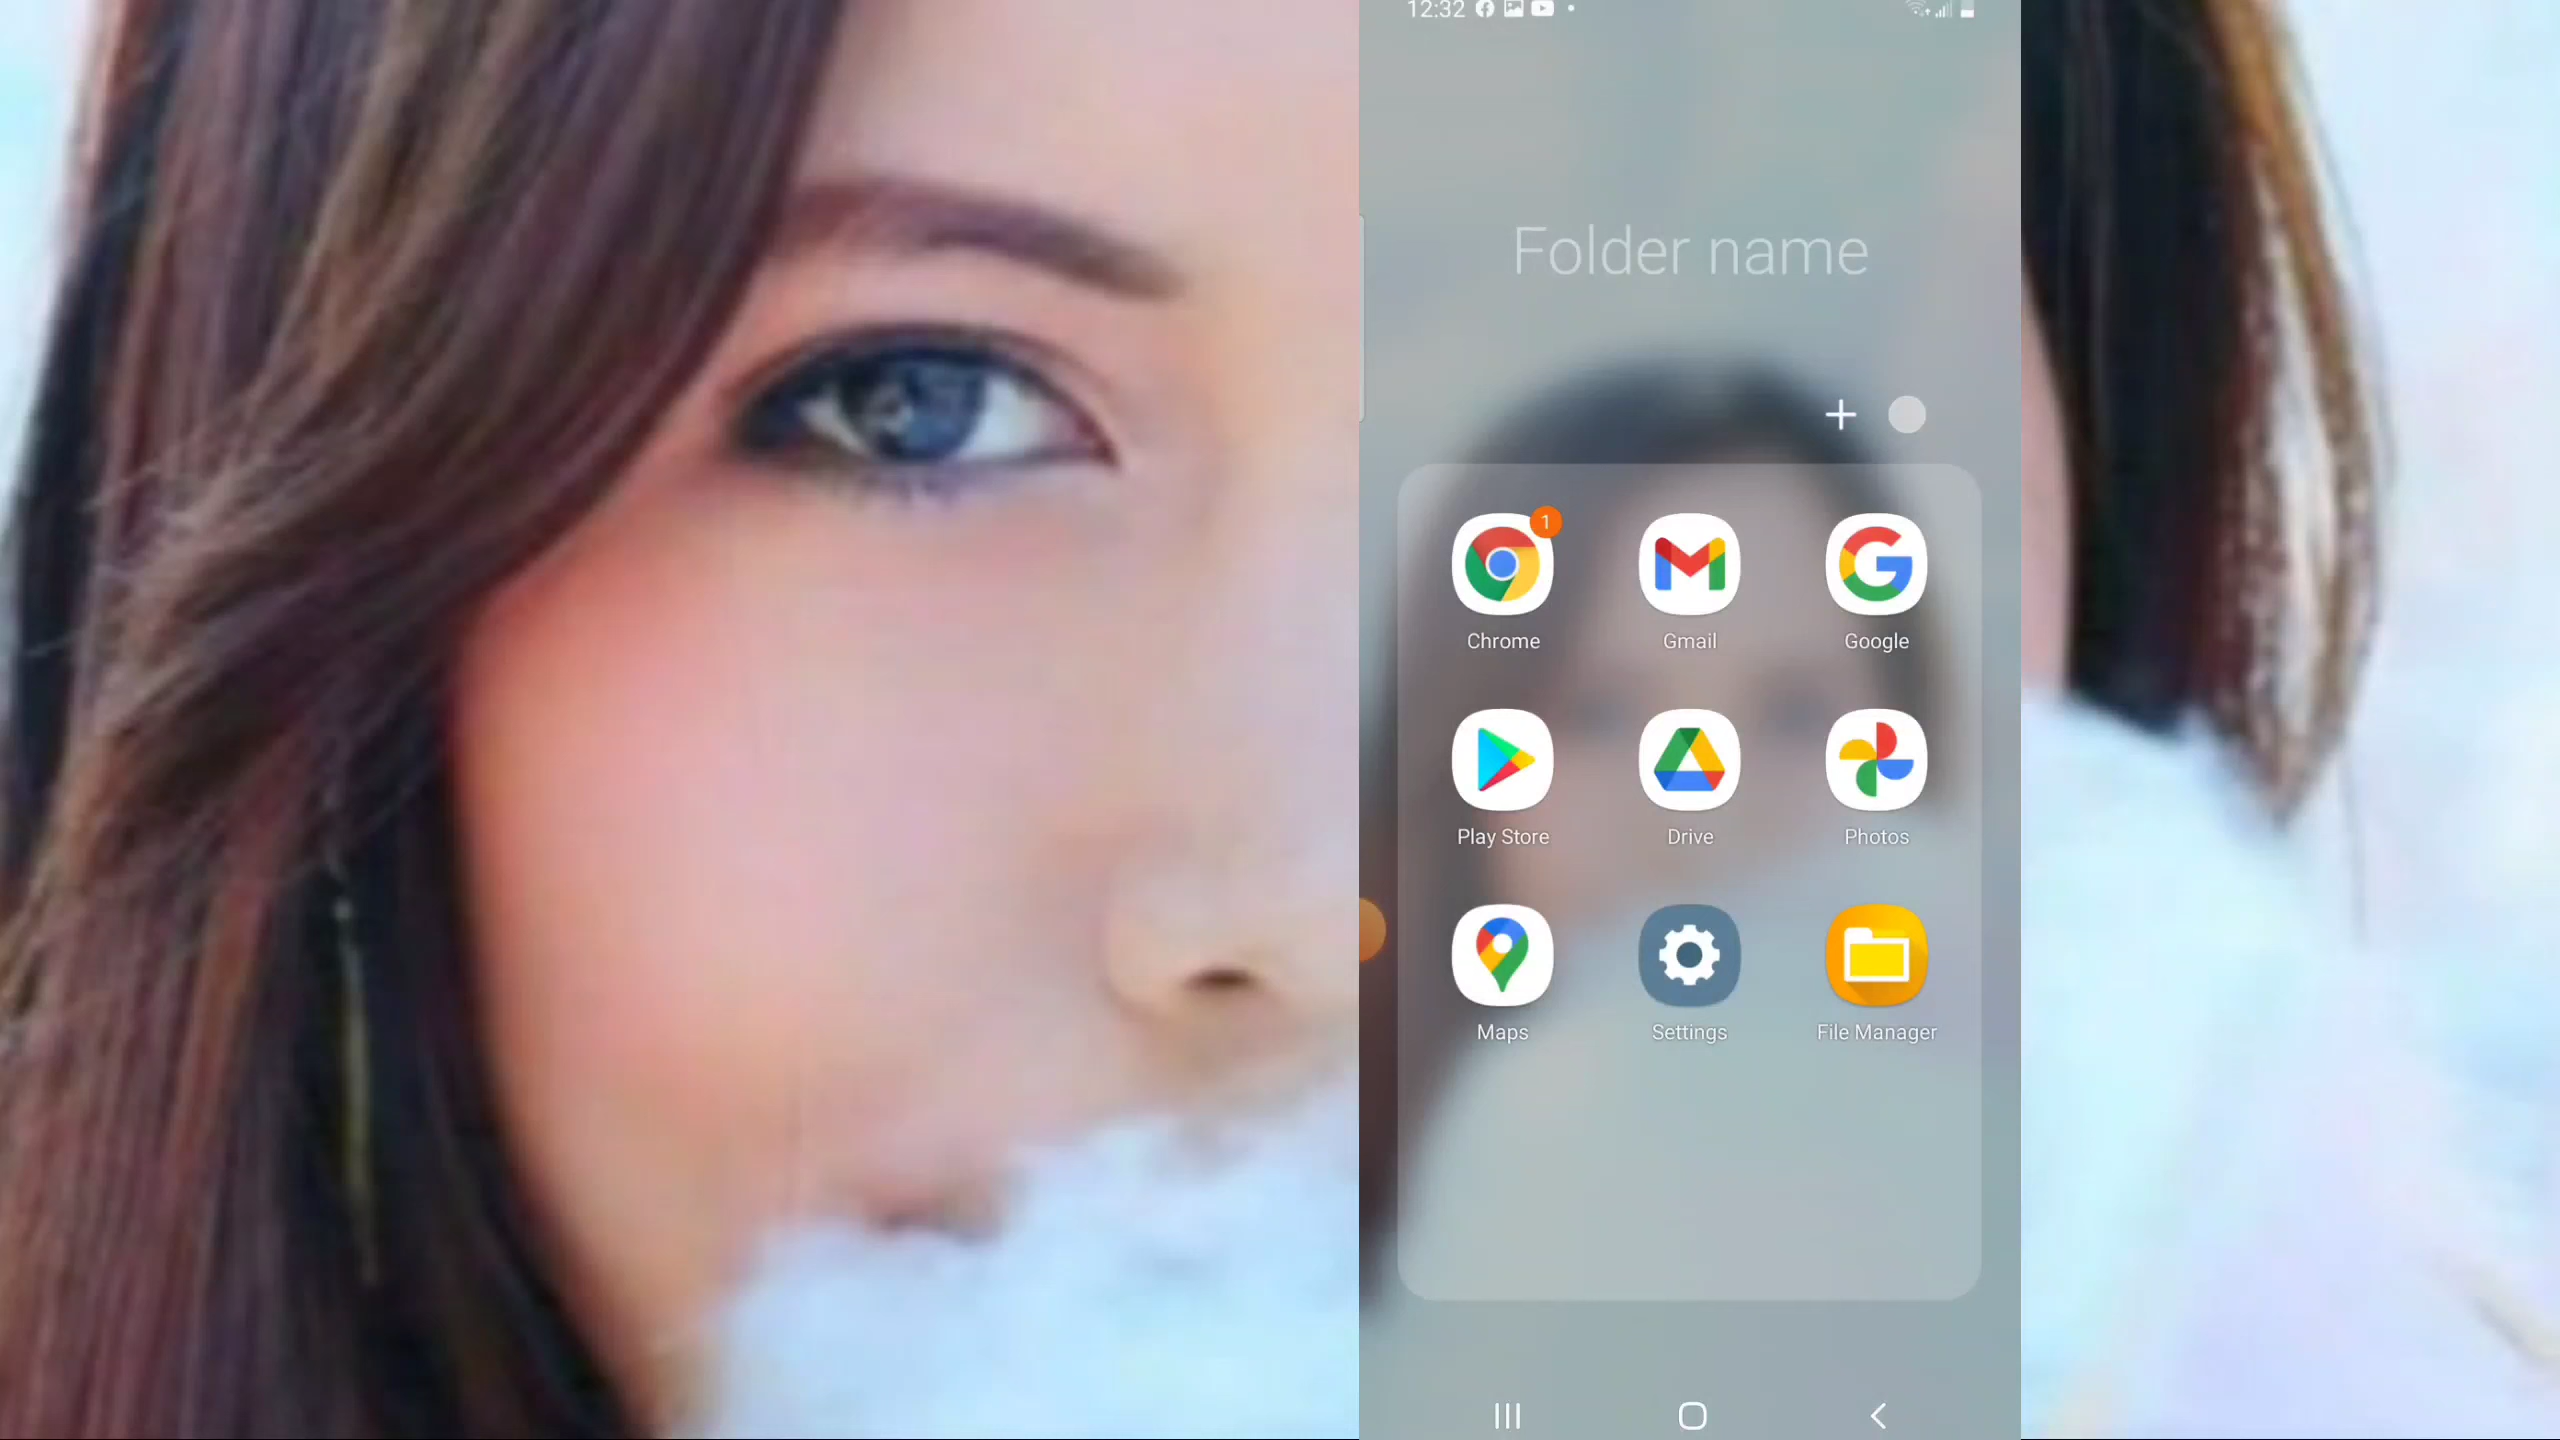 12:32
Folder name
1
Chrome
Gmail
Google
Play Store
Drive
Photos
Maps
Settings
File Manager